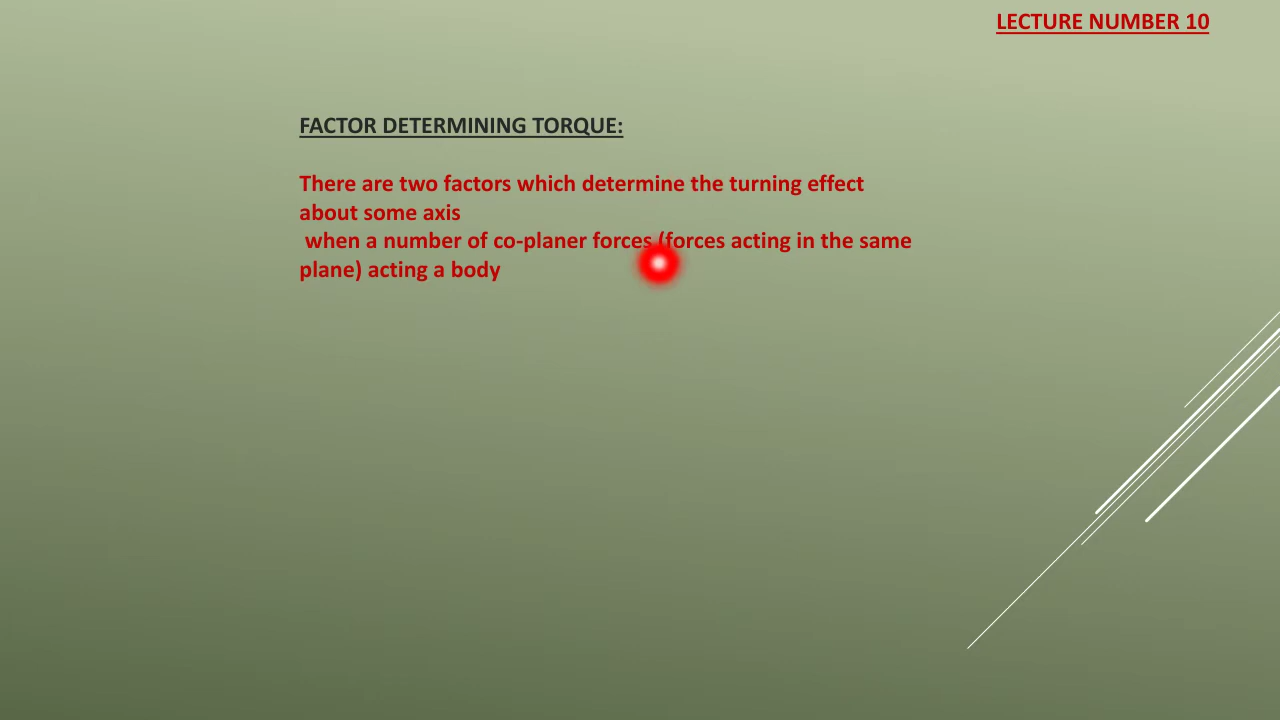 LECTURE NUMBER 10
FACTOR DETERMINING TORQUE:
There are two factors which determine the turning effect
about some axis
when a number of co-planer forces (forces acting in the same
plane) acting a body